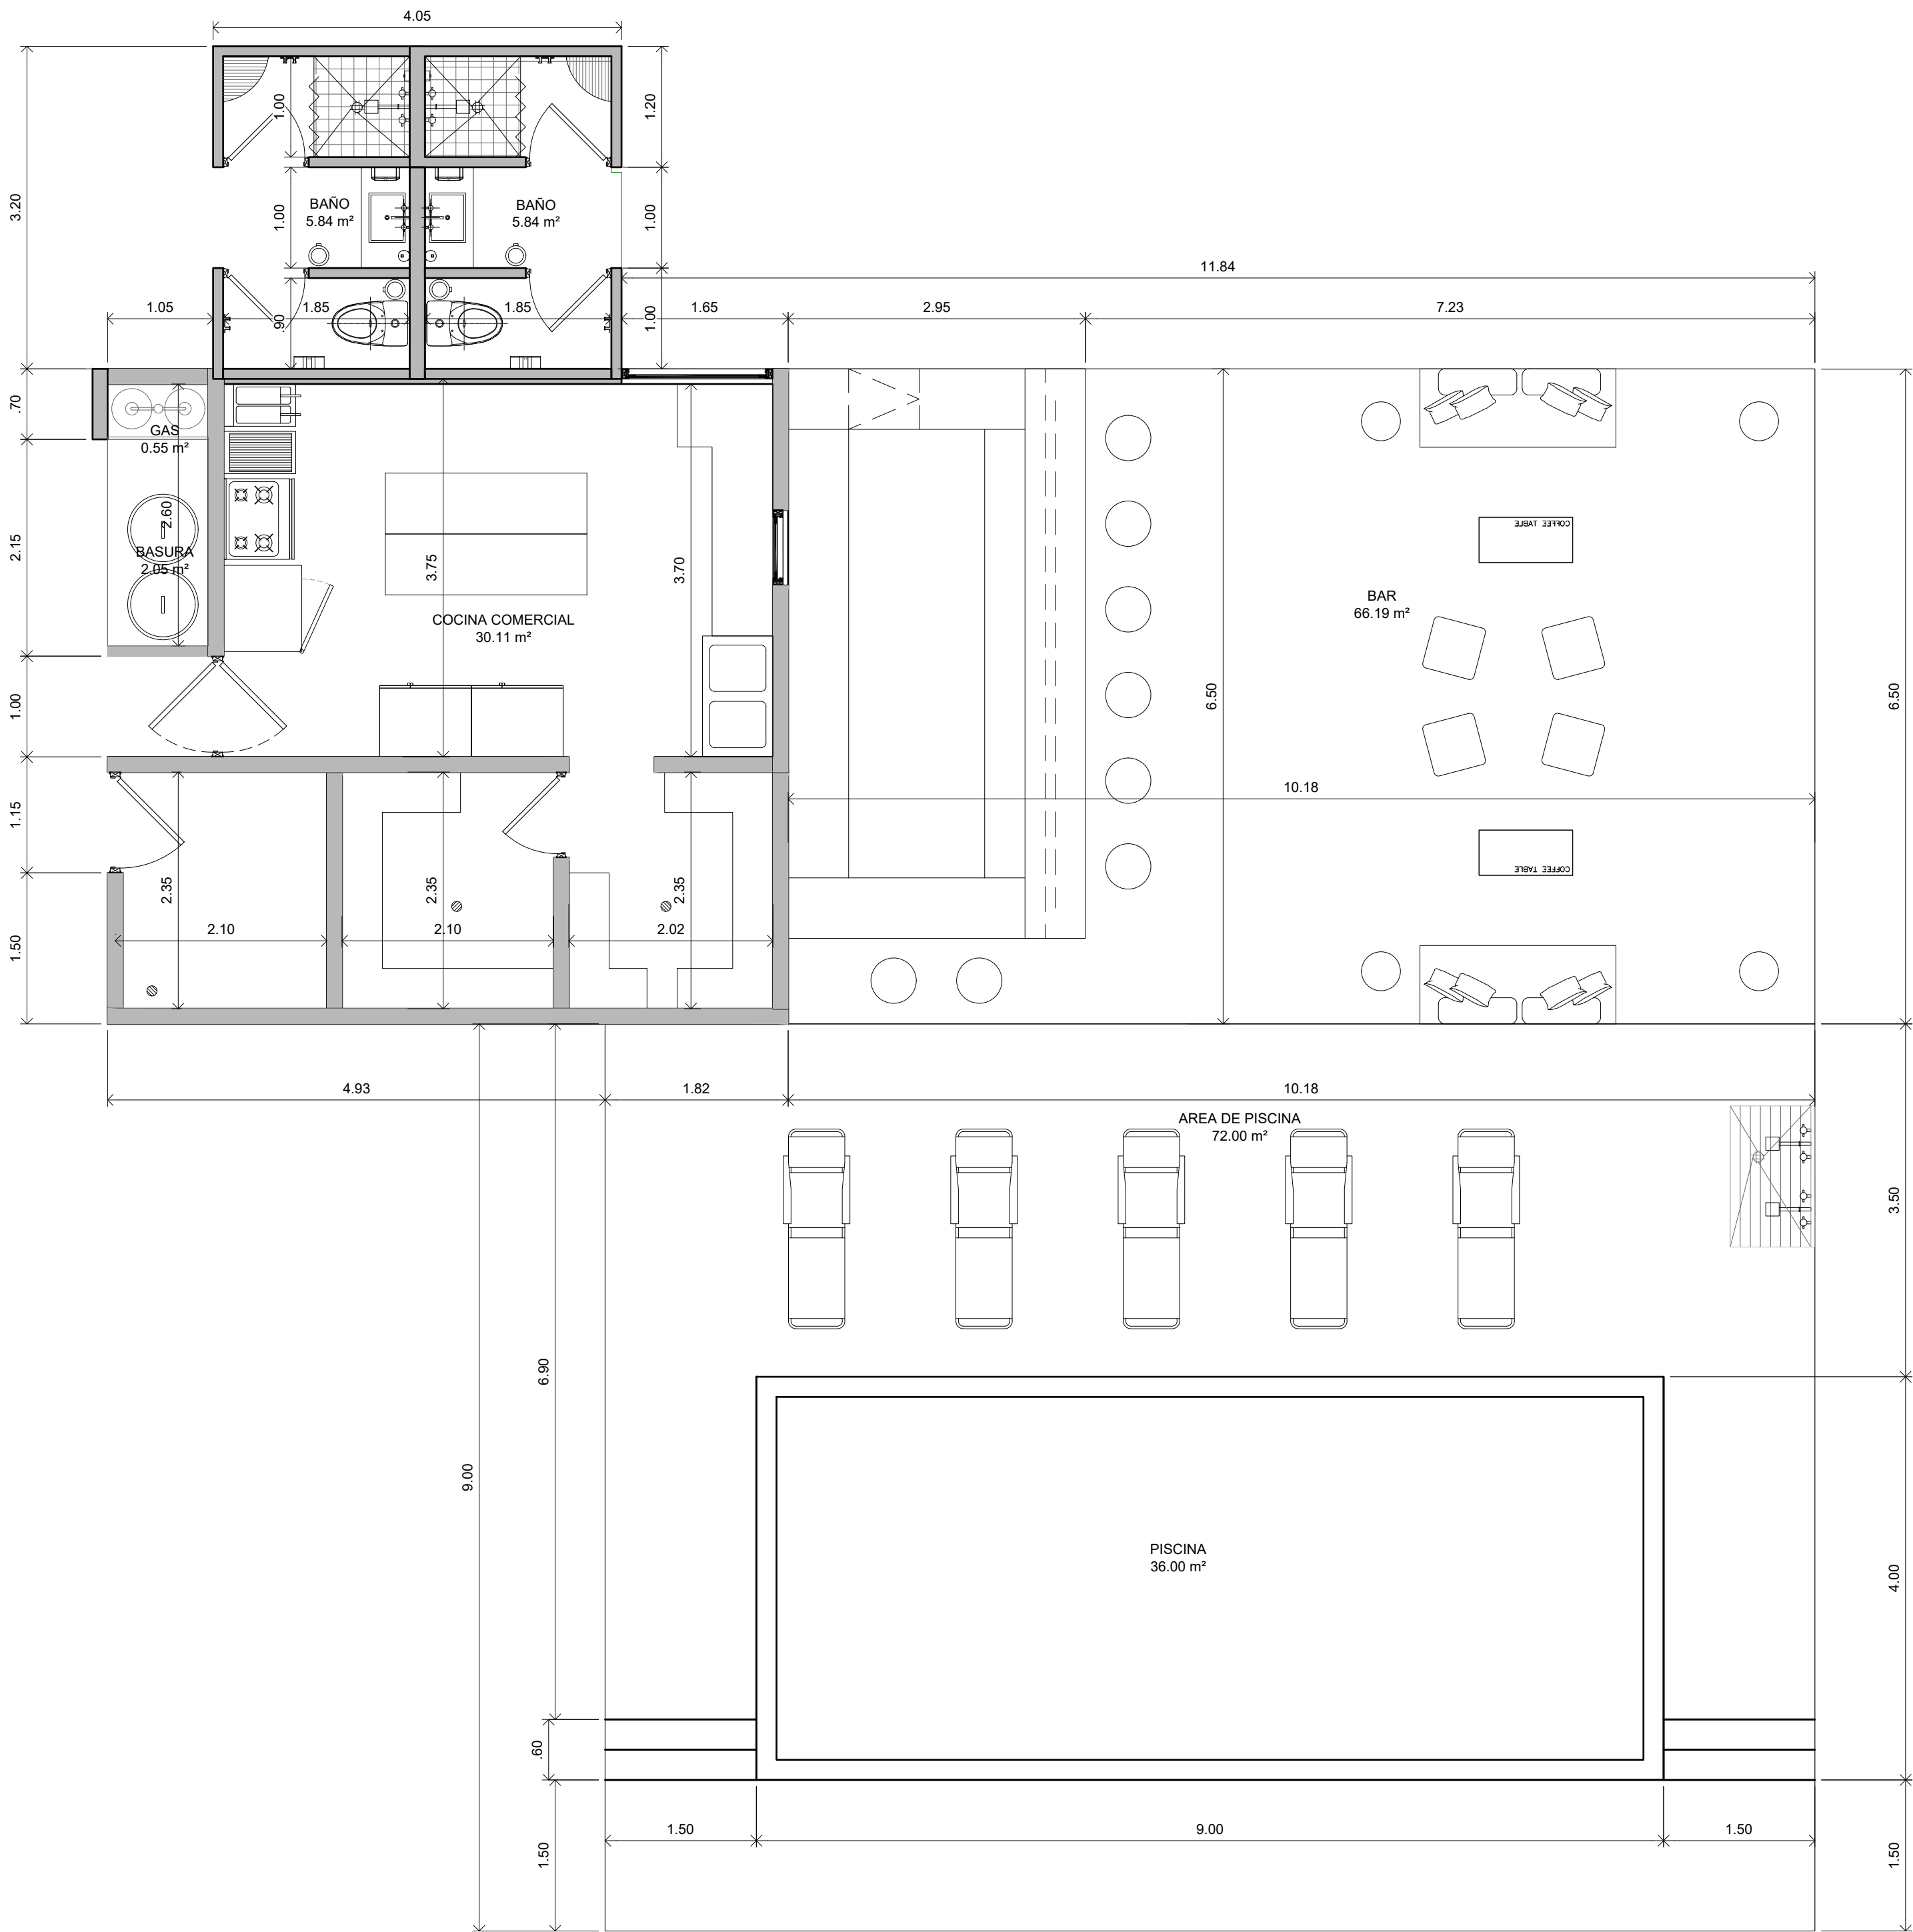 4.05
3.20
1.00
1.20
BAÑO
5.84 m²
BAÑO
5.84 m²
1.00
1.00
11.84
1.05
.90
1.85
1.85
1.00
1.65
2.95
7.23
.70
GAS
0.55 m²
2.15
2.60
BASURA
2.05 m²
3.75
3.70
COCINA COMERCIAL
30.11 m²
COFFEE TABLE
BAR
66.19 m²
1.00
6.50
6.50
10.18
1.15
COFFEE TABLE
2.35
2.35
2.35
2.10
2.10
2.02
1.50
4.93
1.82
10.18
AREA DE PISCINA
72.00 m²
3.50
6.90
9.00
PISCINA
36.00 m²
4.00
.60
1.50
9.00
1.50
1.50
1.50